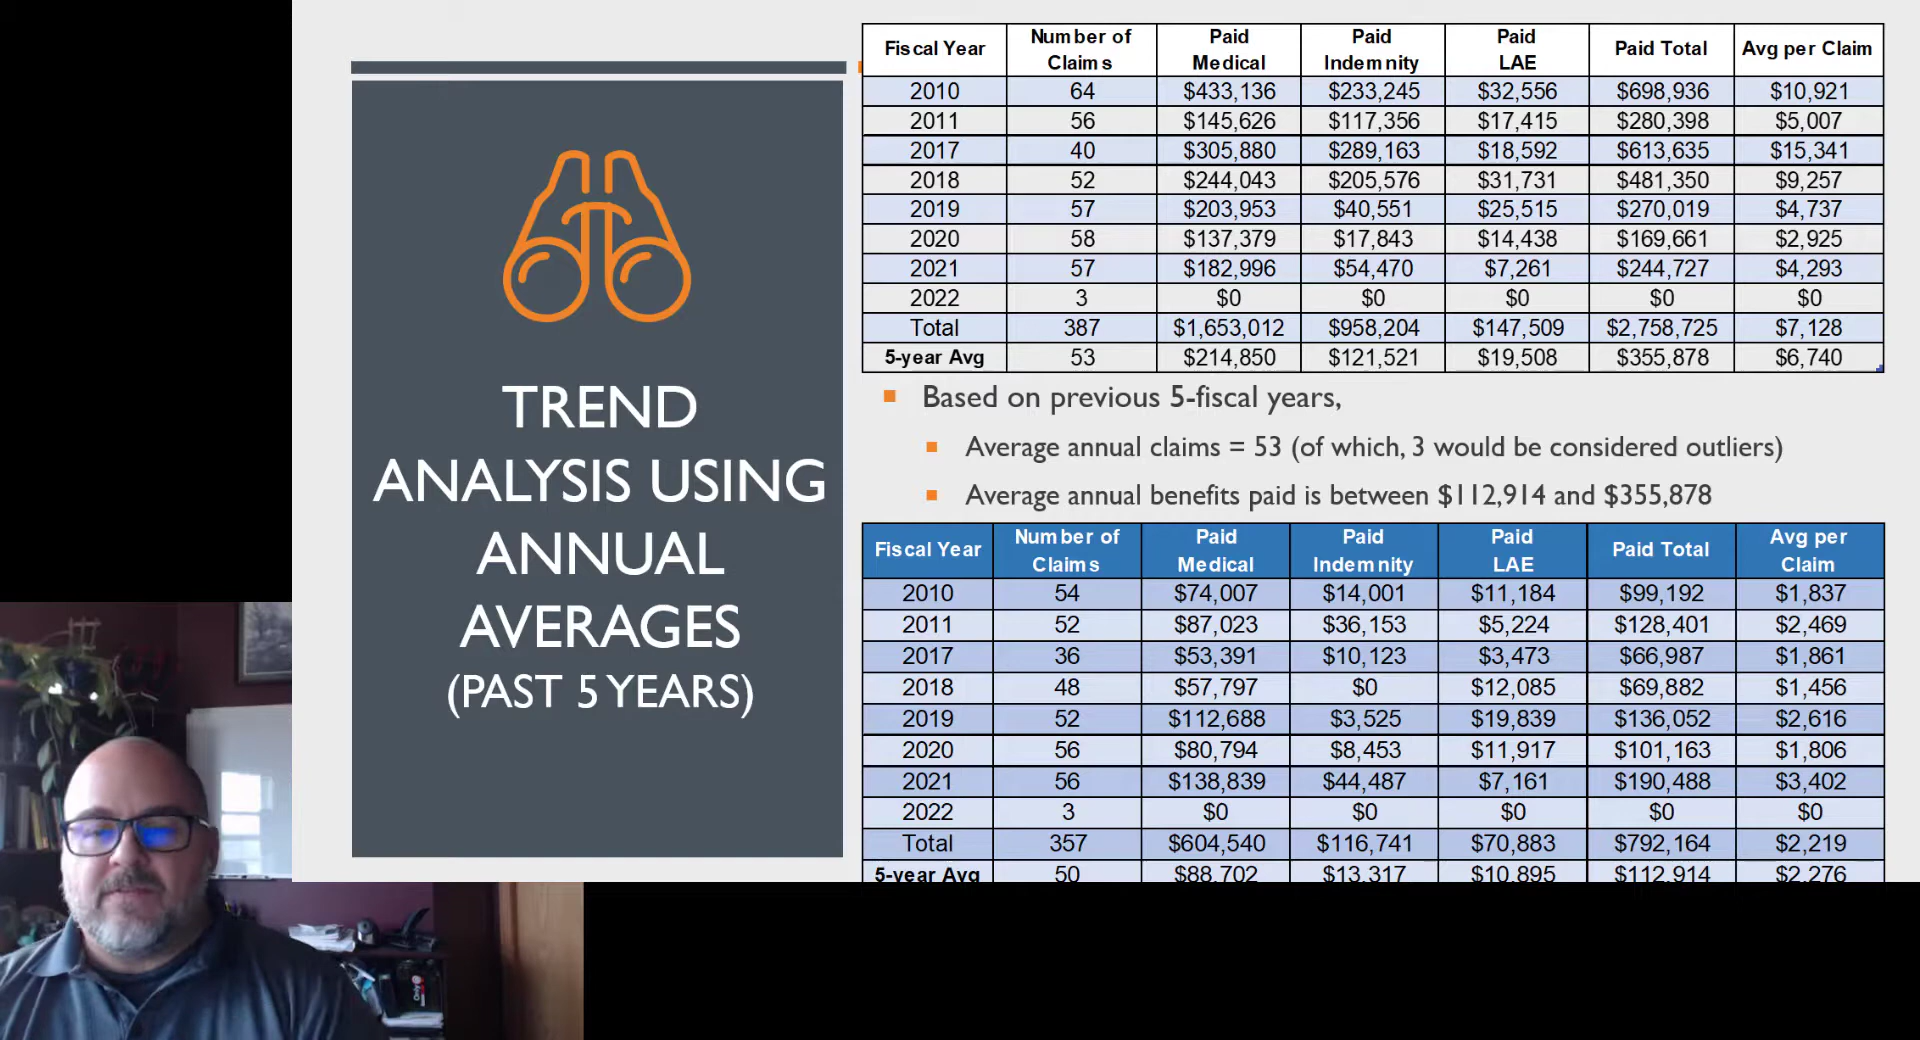 TREND
ANALYSIS USING
ANNUAL
AVERAGES
(PAST 5 YEARS)
Fiscal Year Number of Claims Paid Medical Paid Indemnity Paid LAE Paid Total Avg per Claim
2010 64 $433,136 $233,245 $32,556 $698,936 $10,921
2011 56 $145,626 $117,356 $17,415 $280,398 $5,007
2017 40 $305,880 $289,163 $18,592 $613,635 $15,341
2018 52 $244,043 $205,576 $31,731 $481,350 $9,257
2019 57 $203,953 $40,551 $25,515 $270,019 $4,737
2020 58 $137,379 $17,843 $14,438 $169,661 $2,925
2021 57 $182,996 $54,470 $7,261 $244,727 $4,293
2022 3 $0 $0 $0 $0 $0
Total 387 $1,653,012 $958,204 $147,509 $2,758,725 $7,128
5-year Avg 53 $214,850 $121,521 $19,508 $355,878 $6,740
Based on previous 5-fiscal years,
Average annual claims = 53 (of which, 3 would be considered outliers)
Average annual benefits paid is between $112,914 and $355,878
Fiscal Year Number of Claims Paid Medical Paid Indemnity Paid LAE Paid Total Avg per Claim
2010 54 $74,007 $14,001 $11,184 $99,192 $1,837
2011 52 $87,023 $36,153 $5,224 $128,401 $2,469
2017 36 $53,391 $10,123 $3,473 $66,987 $1,861
2018 48 $57,797 $0 $12,085 $69,882 $1,456
2019 52 $112,688 $3,525 $19,839 $136,052 $2,616
2020 56 $80,794 $8,453 $11,917 $101,163 $1,806
2021 56 $138,839 $44,487 $7,161 $190,488 $3,402
2022 3 $0 $0 $0 $0 $0
Total 357 $604,540 $116,741 $70,883 $792,164 $2,219
5-year Avg 50 $88,702 $13,317 $10,895 $112,914 $2,276